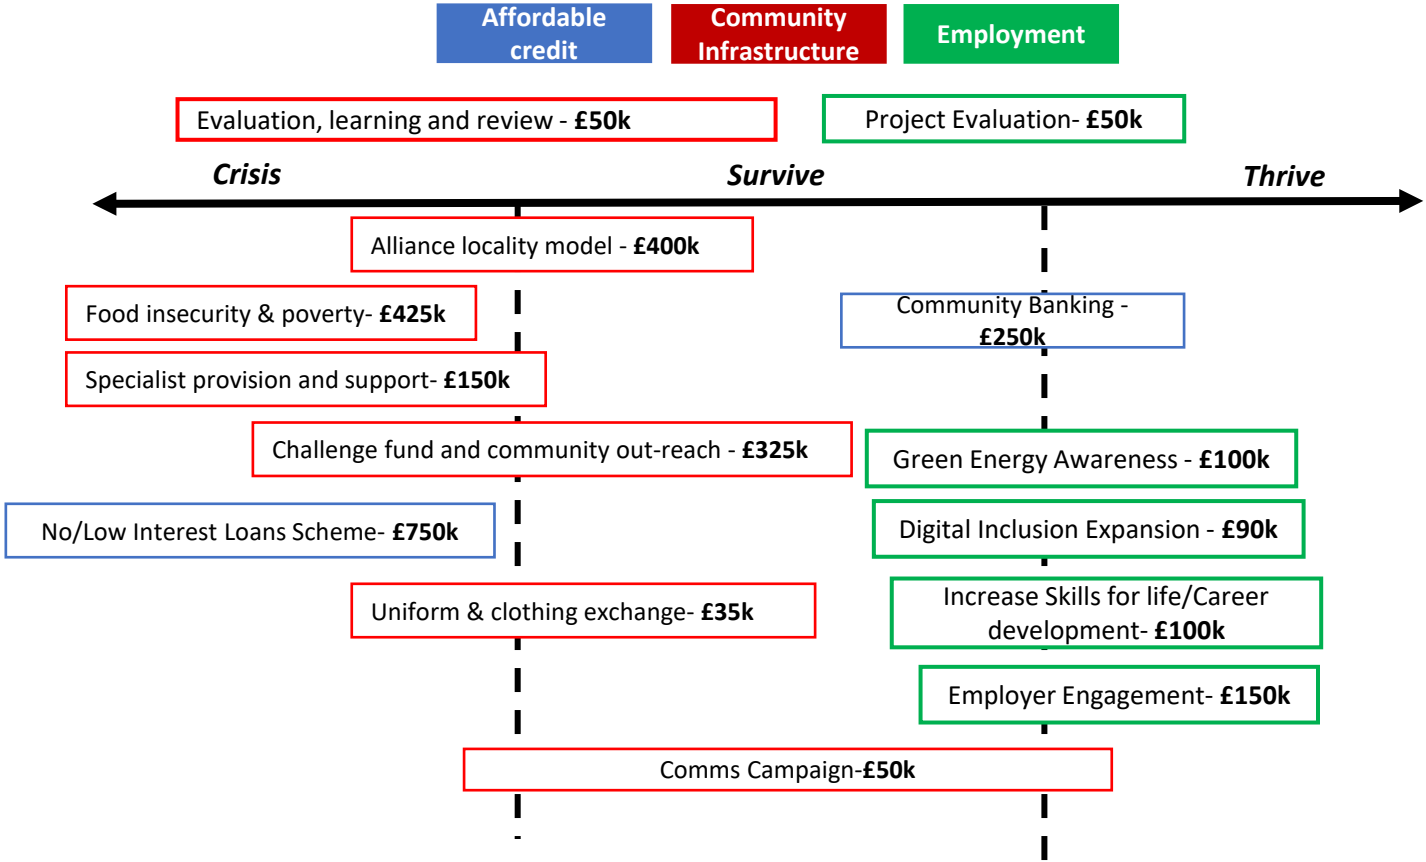 Affordable
credit
Community
Infrastructure
Employment
Evaluation, learning and review - £50k
Project Evaluation- £50k
Crisis
Survive
Thrive
Alliance locality model - £400k
Food insecurity & poverty- £425k
Community Banking -
£250k
Specialist provision and support- £150k
Challenge fund and community out-reach - £325k
Green Energy Awareness - £100k
No/Low Interest Loans Scheme- £750k
Digital Inclusion Expansion - £90k
Uniform & clothing exchange- £35k
Increase Skills for life/Career
development- £100k
Employer Engagement- £150k
Comms Campaign-£50k